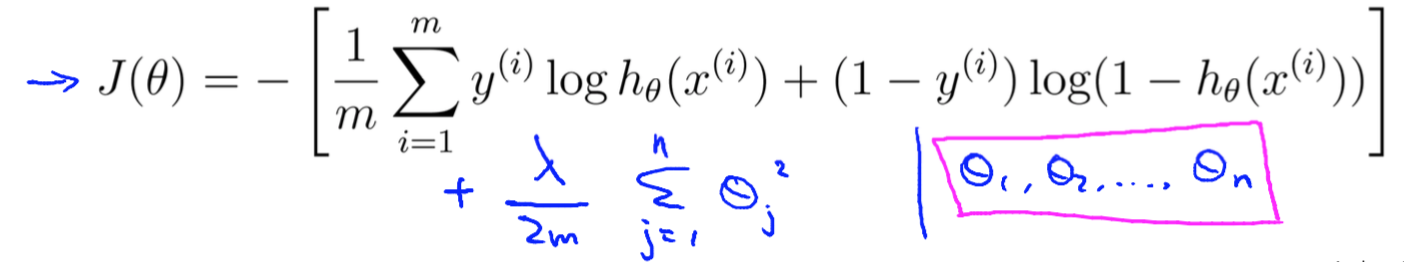 → J(θ) = −[1/m ∑_{i=1}^{m} y^{(i)} log h_θ(x^{(i)}) + (1 − y^{(i)}) log(1 − h_θ(x^{(i)}))]
+ λ/2m ∑_{j=1}^{n} θ_j^2 | θ_1, θ_2, ..., θ_n